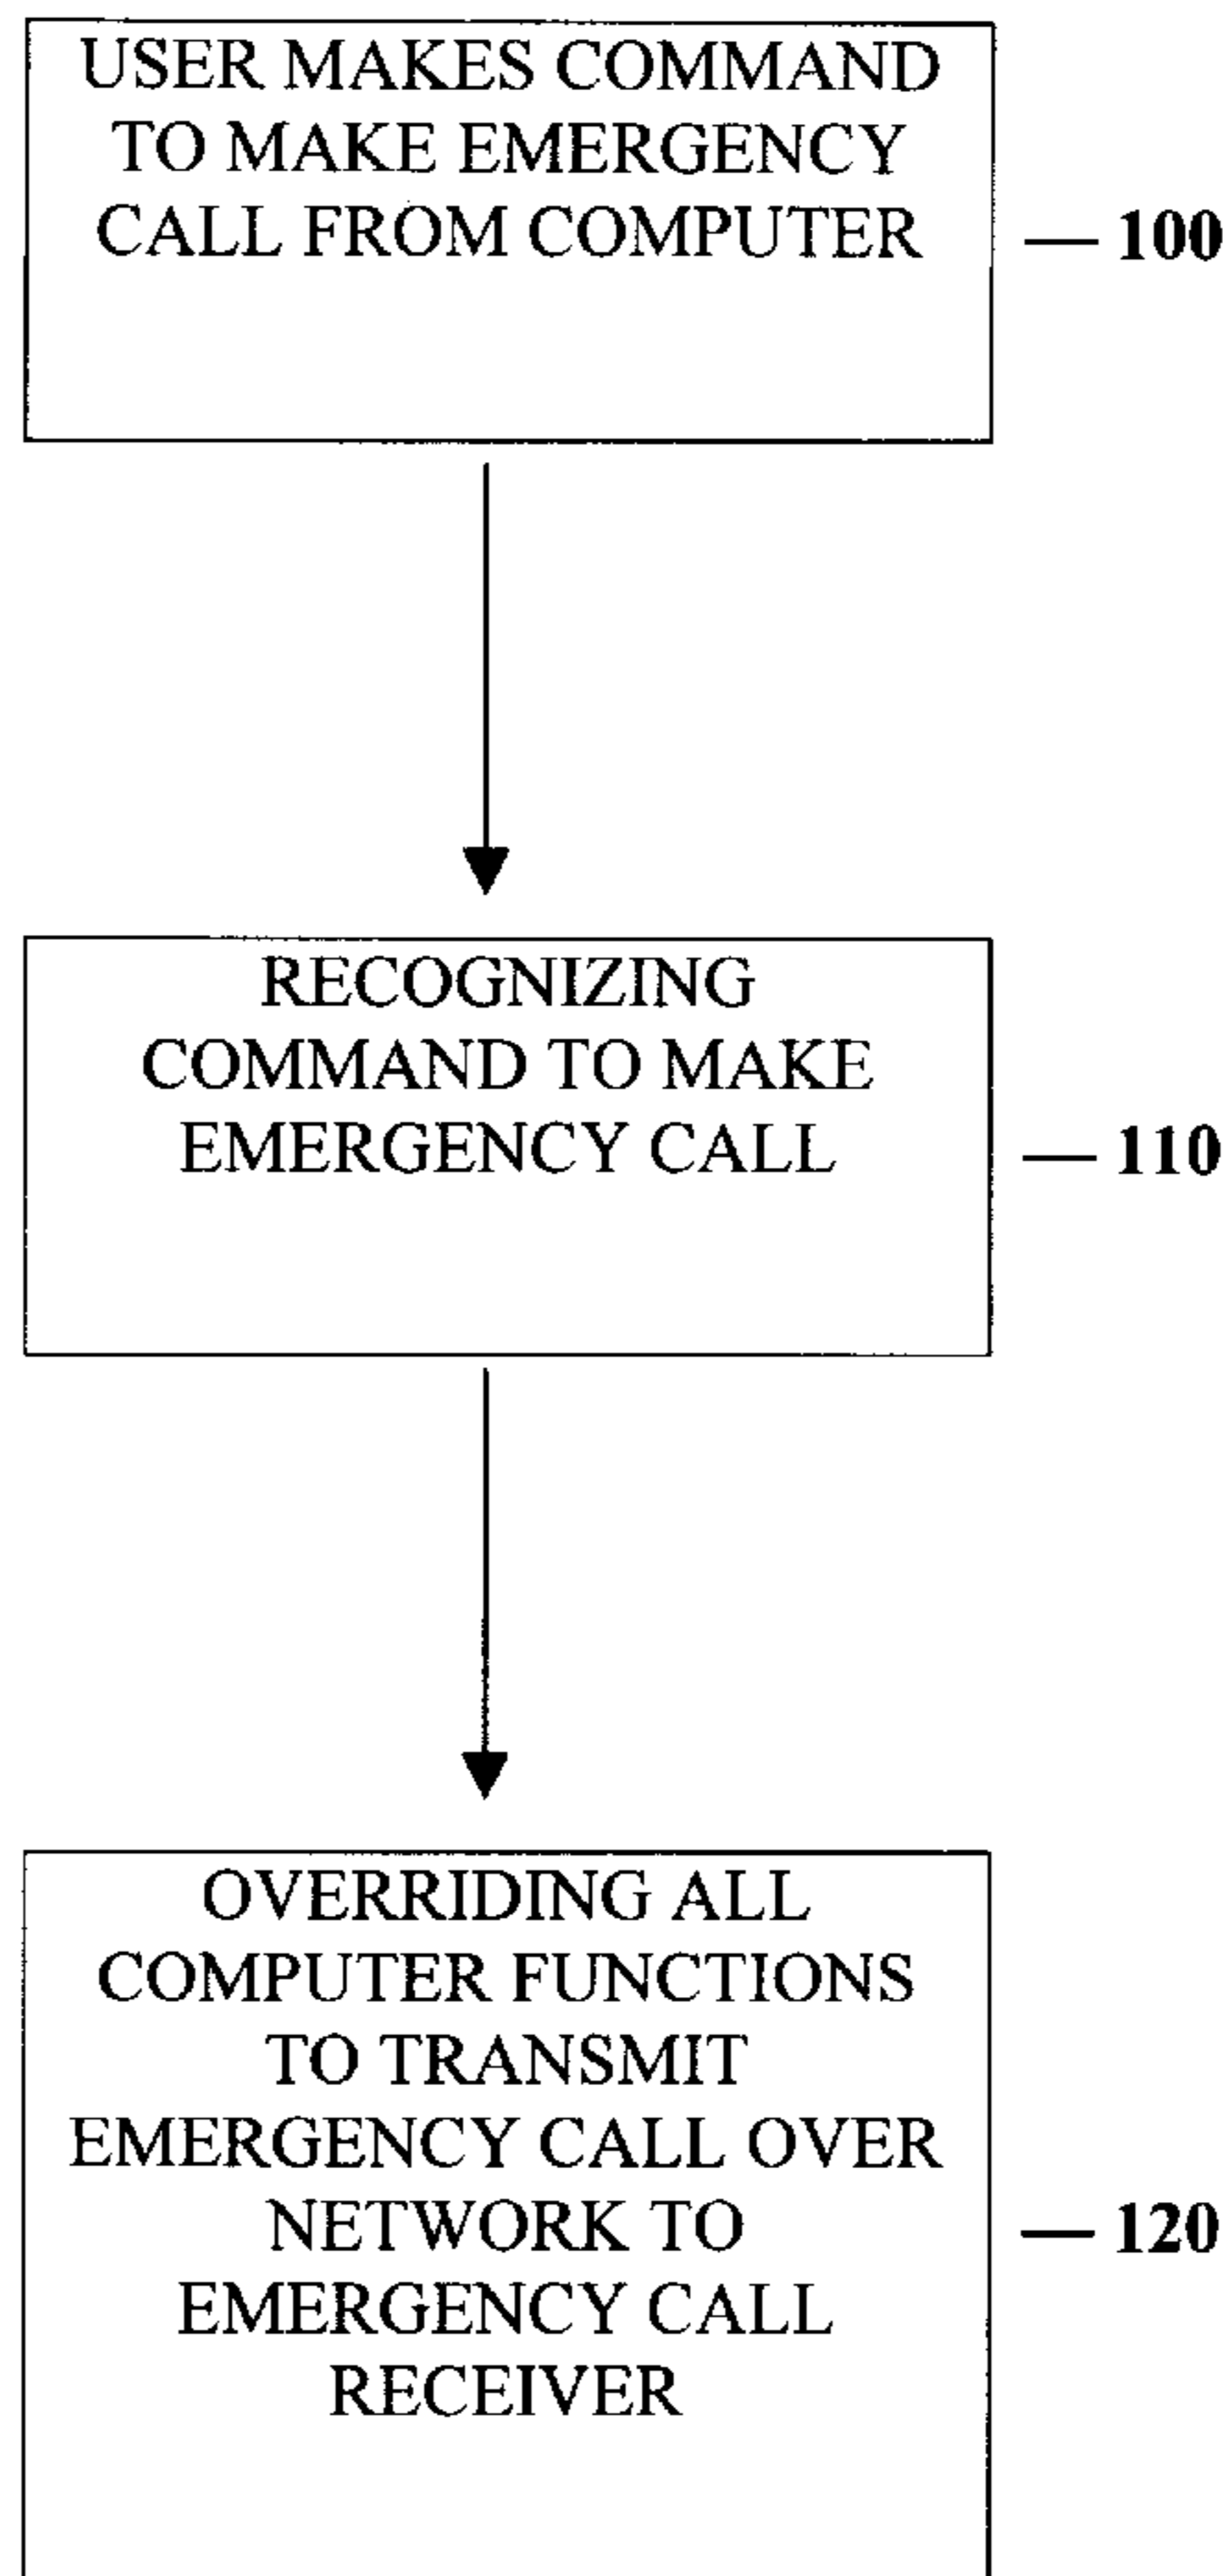 USER MAKES COMMAND
TO MAKE EMERGENCY
CALL FROM COMPUTER
— 100
RECOGNIZING
COMMAND TO MAKE
EMERGENCY CALL
— 110
OVERRIDING ALL
COMPUTER FUNCTIONS
TO TRANSMIT
EMERGENCY CALL OVER
NETWORK TO
EMERGENCY CALL
RECEIVER
— 120